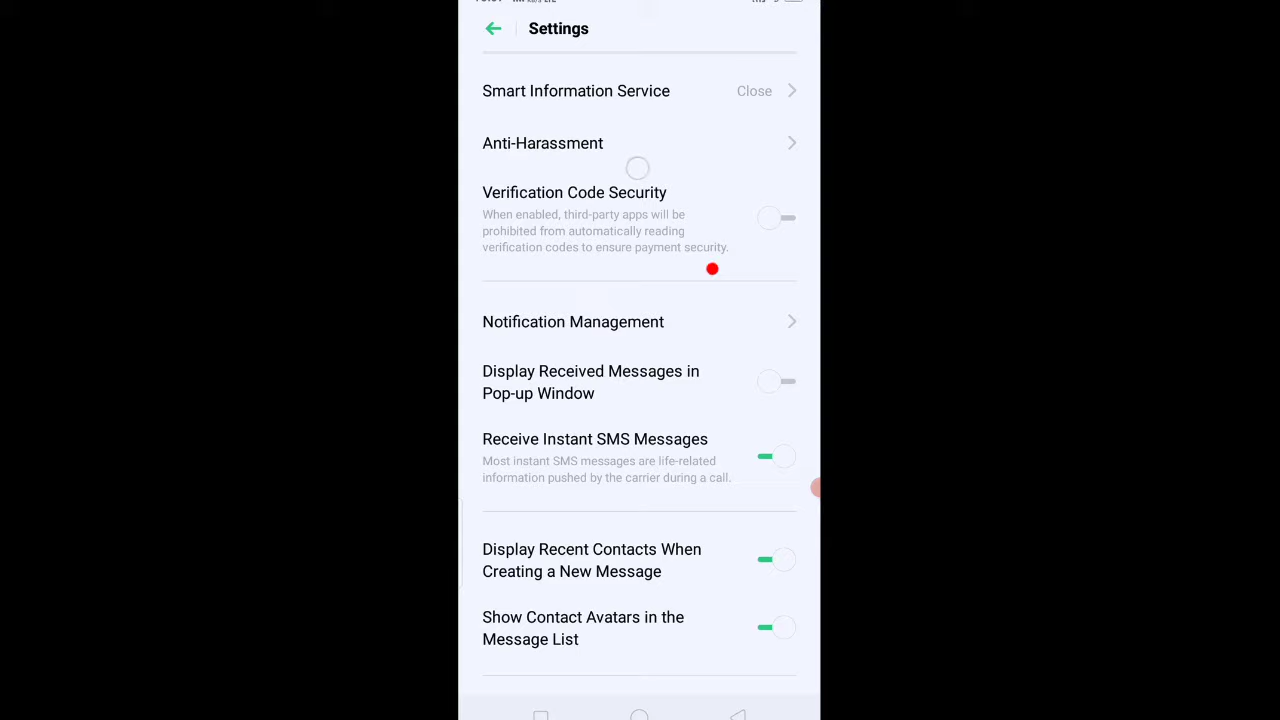 Settings
Smart Information Service
Close
Anti-Harassment
Verification Code Security
When enabled, third-party apps will be
prohibited from automatically reading
verification codes to ensure payment security.
Notification Management
Display Received Messages in
Pop-up Window
Receive Instant SMS Messages
Most instant SMS messages are life-related
information pushed by the carrier during a call.
Display Recent Contacts When
Creating a New Message
Show Contact Avatars in the
Message List